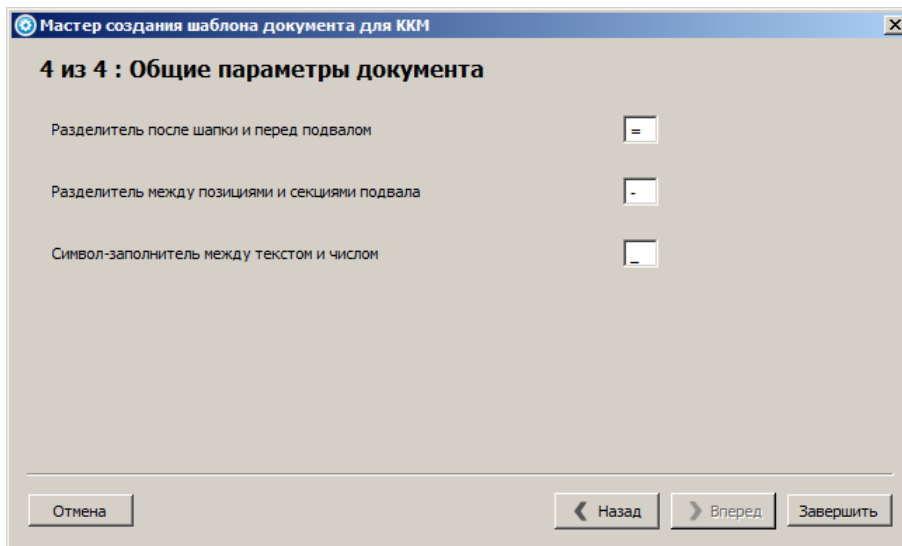 Мастер создания шаблона документа для ККМ
4 из 4 : Общие параметры документа
Разделитель после шапки и перед подвалом =
Разделитель между позициями и секциями подвала -
Символ-заполнитель между текстом и числом _
Отмена Назад Вперед Завершить